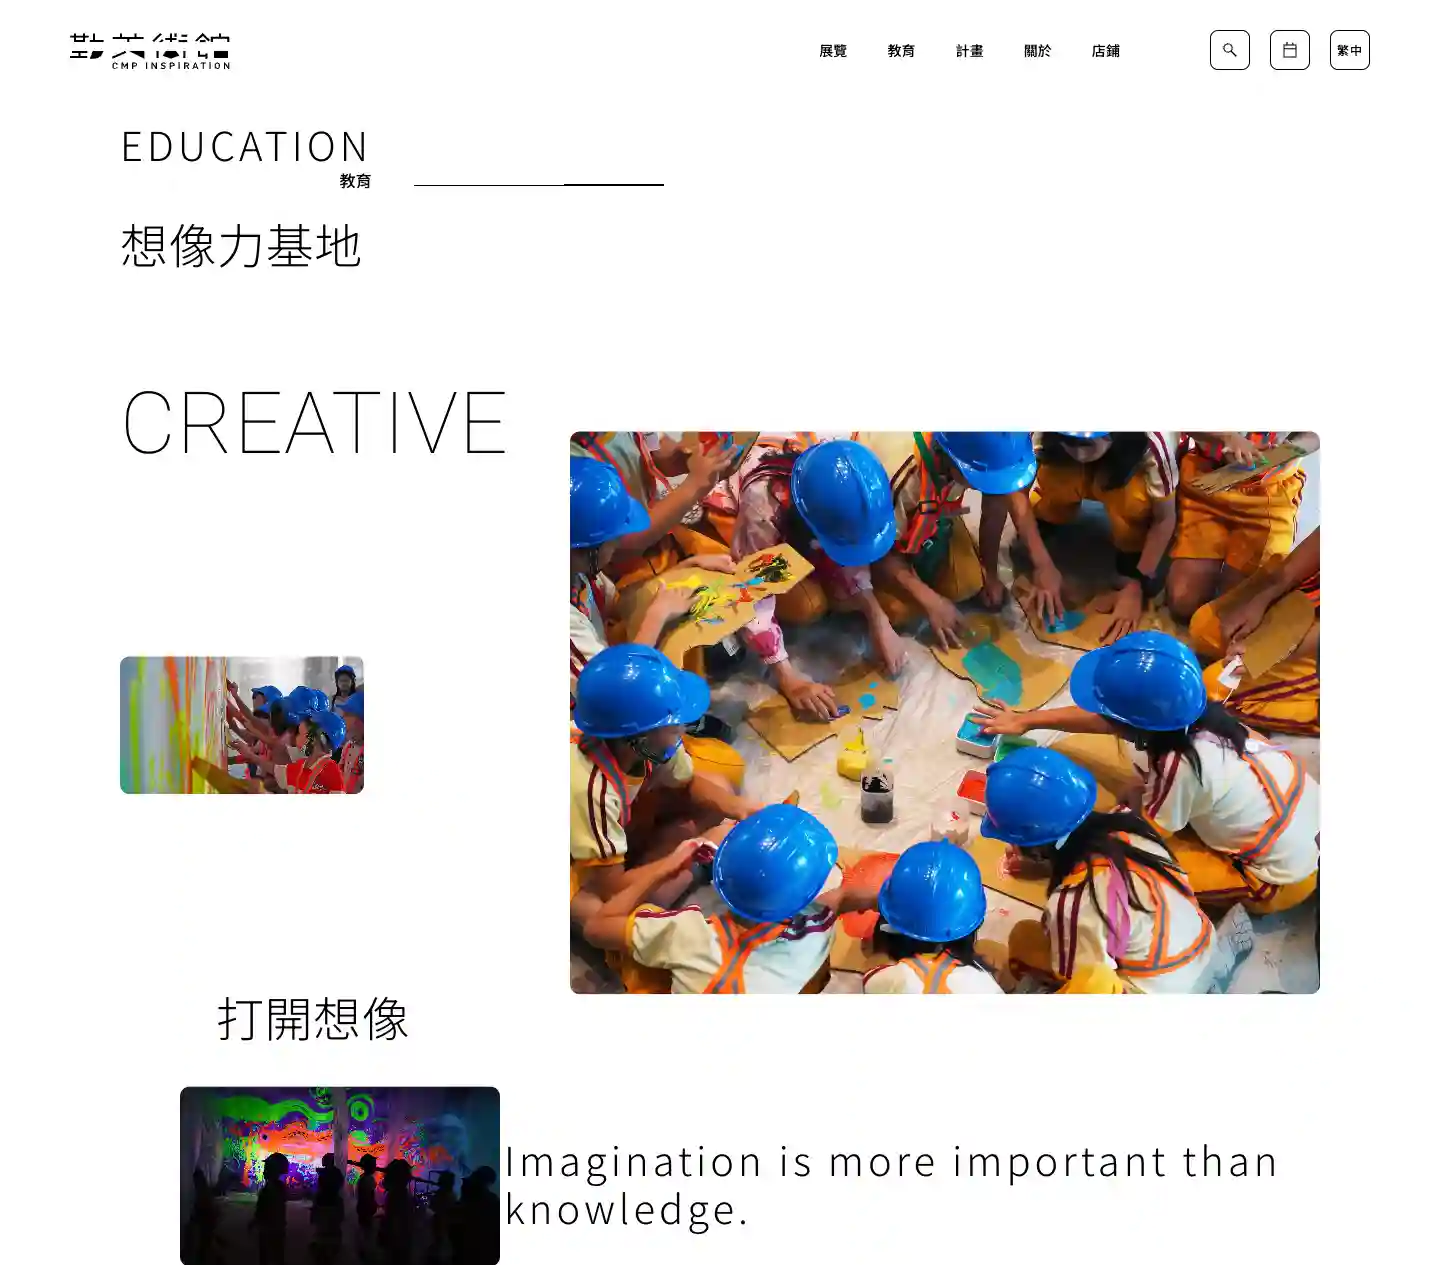 勤美術館
CMP INSPIRATION
展覽
教育
計畫
關於
店鋪
繁中
EDUCATION
教育
想像力基地
CREATIVE
打開想像
Imagination is more important than
knowledge.